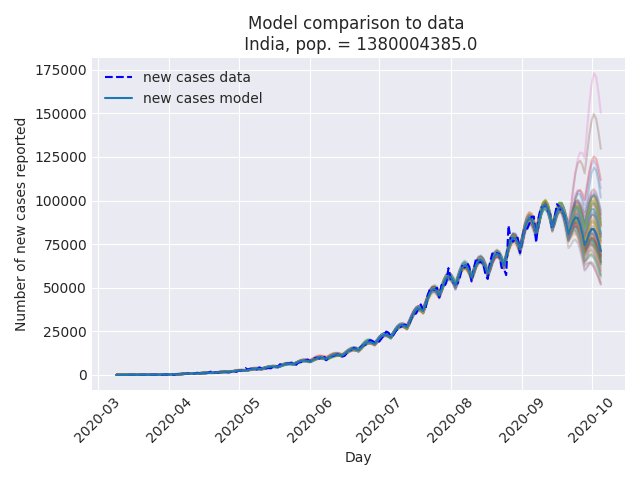 Model comparison to data
India, pop. = 1380004385.0
new cases data
new cases model
Number of new cases reported
175000
150000
125000
100000
75000
50000
25000
0
2020-03
2020-04
2020-05
2020-06
2020-07
2020-08
2020-09
2020-10
Day